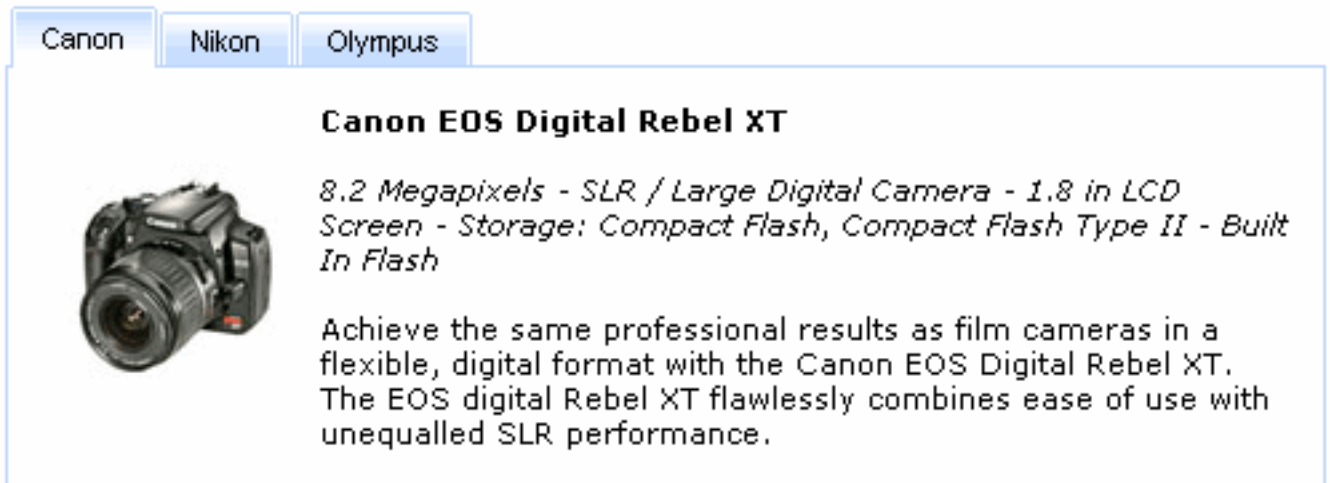 Canon Nikon Olympus
Canon EOS Digital Rebel XT
8.2 Megapixels - SLR / Large Digital Camera - 1.8 in LCD
Screen - Storage: Compact Flash, Compact Flash Type II - Built
In Flash
Achieve the same professional results as film cameras in a
flexible, digital format with the Canon EOS Digital Rebel XT.
The EOS digital Rebel XT flawlessly combines ease of use with
unequalled SLR performance.